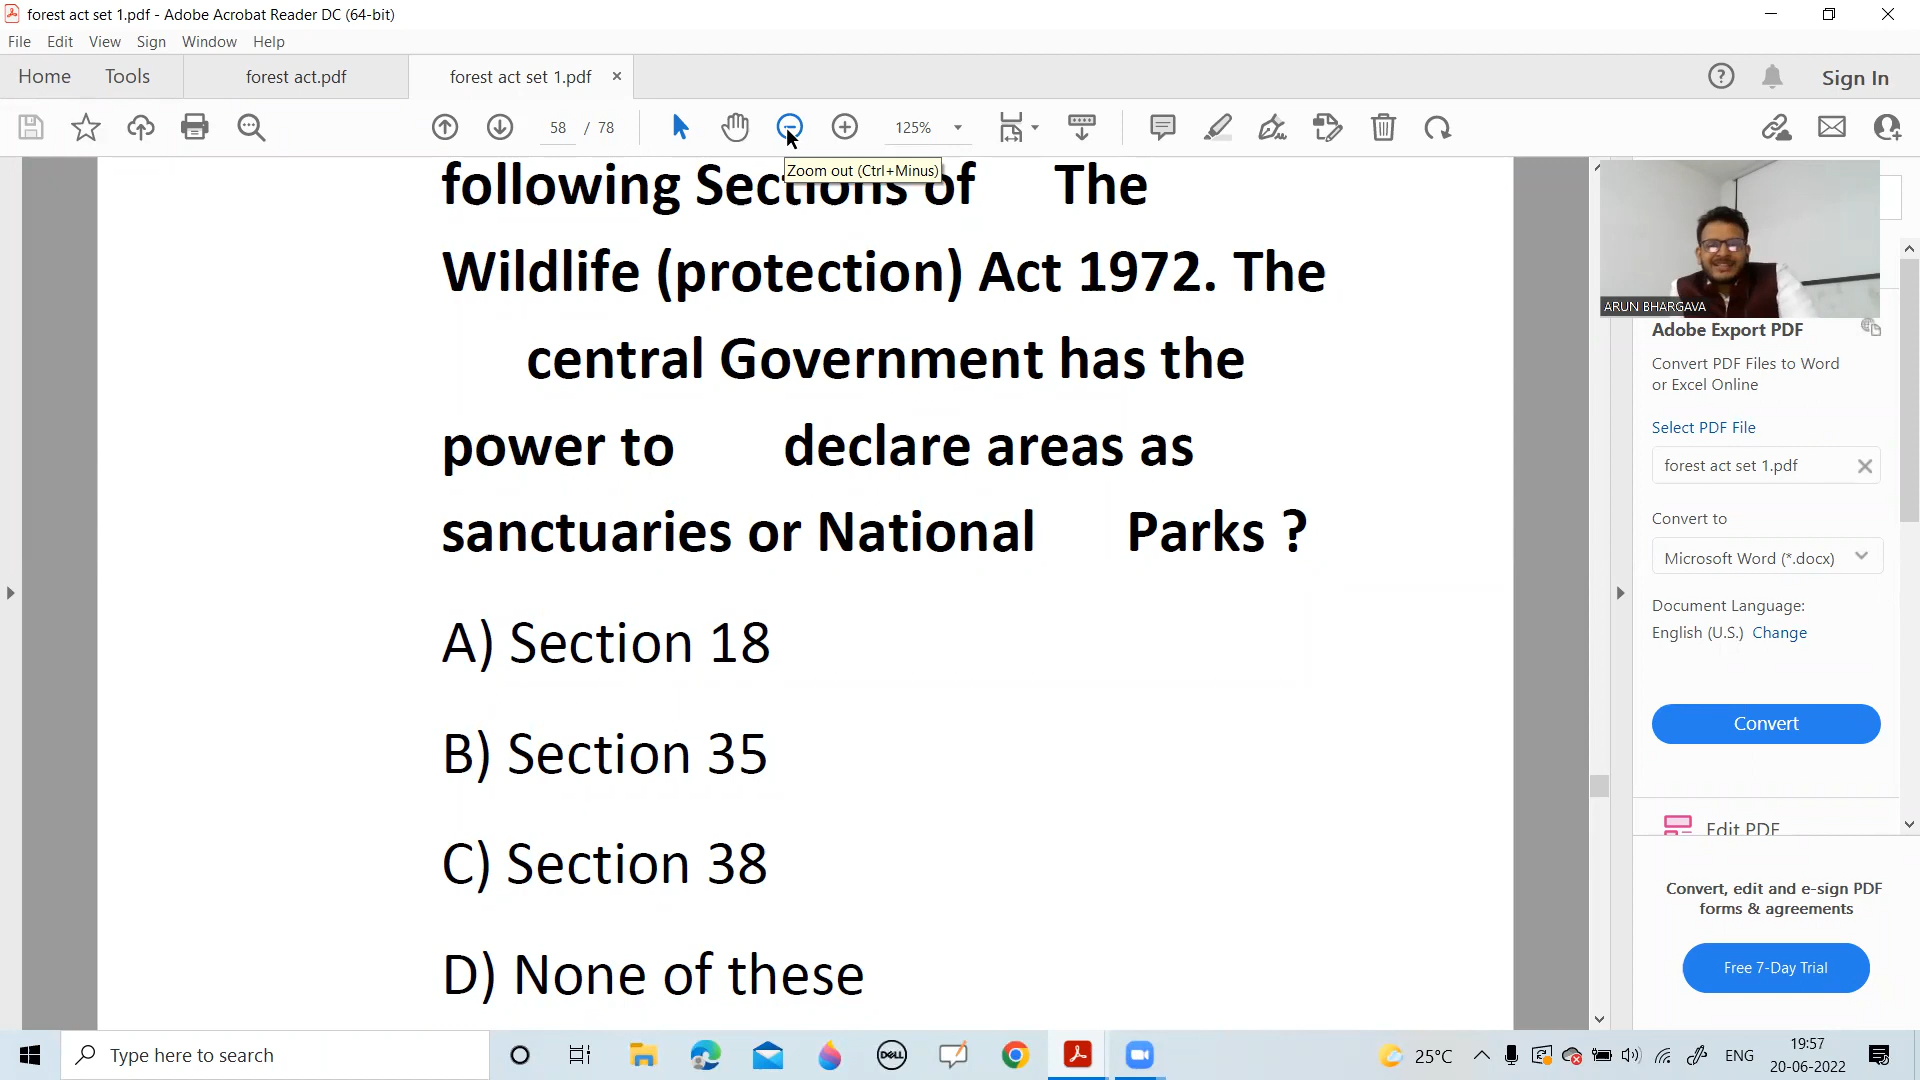 forest act set 1.pdf - Adobe Acrobat Reader DC (64-bit)
File Edit View Sign Window Help
Home Tools forest act.pdf forest act set 1.pdf × Sign In
58 / 78 125%
Zoom out (Ctrl+Minus)
following Sections of The
Wildlife (protection) Act 1972. The
central Government has the
power to declare areas as
sanctuaries or National Parks ?
A) Section 18
B) Section 35
C) Section 38
D) None of these
ARUN BHARGAVA
Adobe Export PDF
Convert PDF Files to Word
or Excel Online
Select PDF File
forest act set 1.pdf
Convert to
Microsoft Word (*.docx)
Document Language:
English (U.S.) Change
Convert
Edit PDF
Convert, edit and e-sign PDF
forms & agreements
Free 7-Day Trial
Type here to search
DELL
25°C
ENG
19:57
20-06-2022